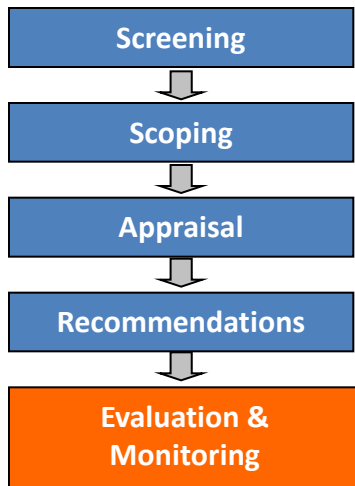 Screening
Scoping
Appraisal
Recommendations
Evaluation &
Monitoring